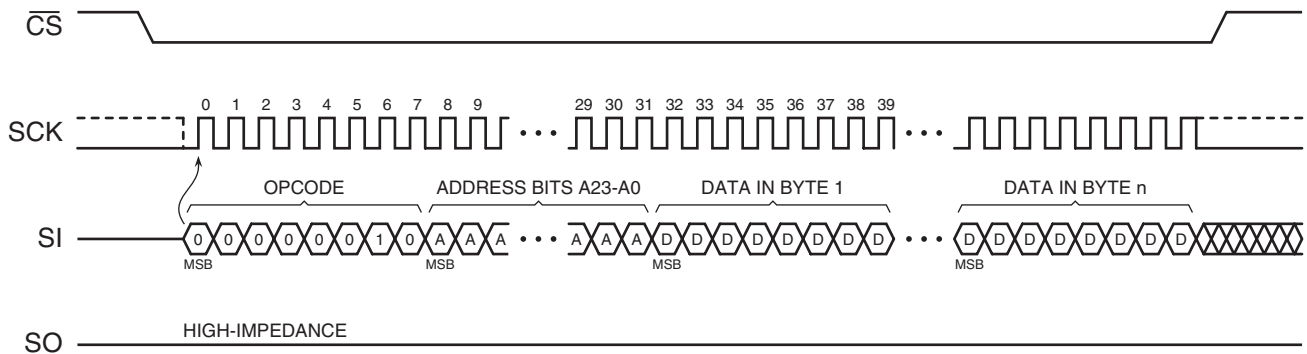 CS
0 1 2 3 4 5 6 7 8 9 29 30 31 32 33 34 35 36 37 38 39
SCK
OPCODE ADDRESS BITS A23-A0 DATA IN BYTE 1 DATA IN BYTE n
SI 0 0 0 0 0 0 1 0 A A A A A A D D D D D D D D D D D D D D D D
MSB MSB MSB MSB
HIGH-IMPEDANCE
SO